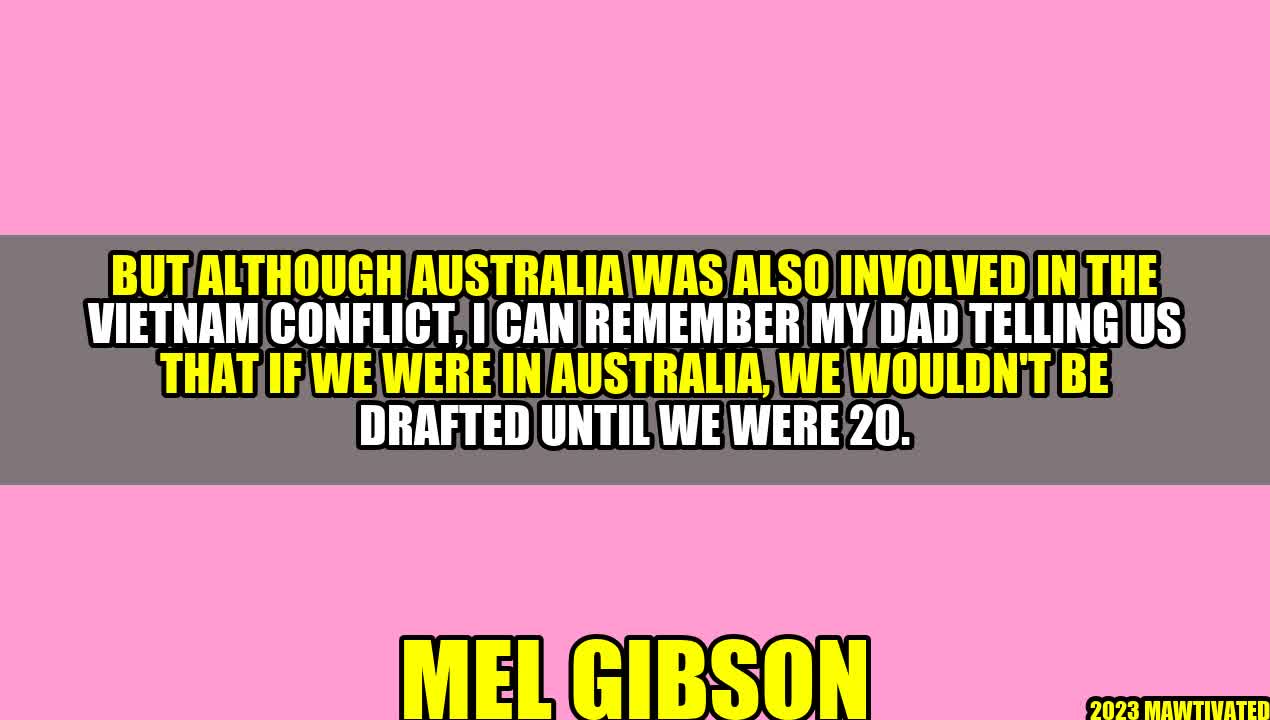 BUT ALTHOUGH AUSTRALIA WAS ALSO INVOLVED IN THE
VIETNAM CONFLICT, I CAN REMEMBER MY DAD TELLING US
THAT IF WE WERE IN AUSTRALIA, WE WOULDN'T BE
DRAFTED UNTIL WE WERE 20.
MEL GIBSON
2023 MAWTIVATED